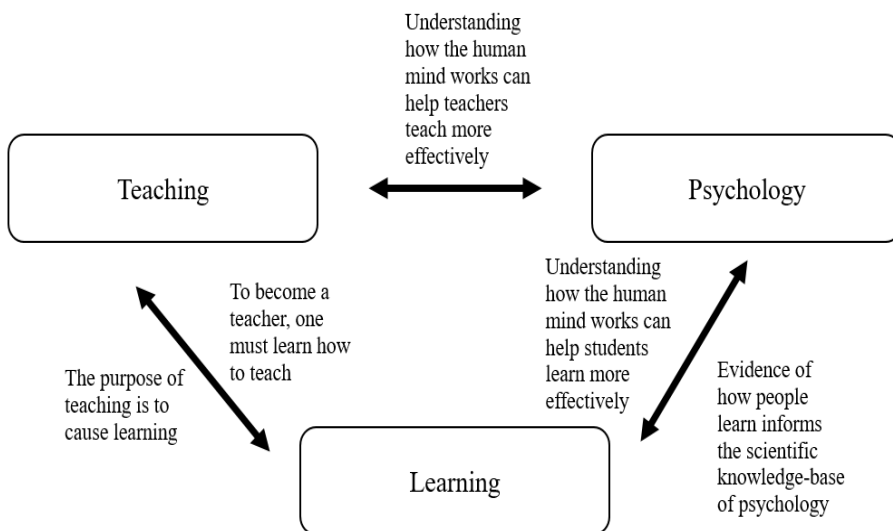 Understanding
how the human
mind works can
help teachers
teach more
effectively
Teaching
Psychology
To become a
teacher, one
must learn how
to teach
The purpose of
teaching is to
cause learning
Understanding
how the human
mind works can
help students
learn more
effectively
Evidence of
how people
learn informs
the scientific
knowledge-base
of psychology
Learning